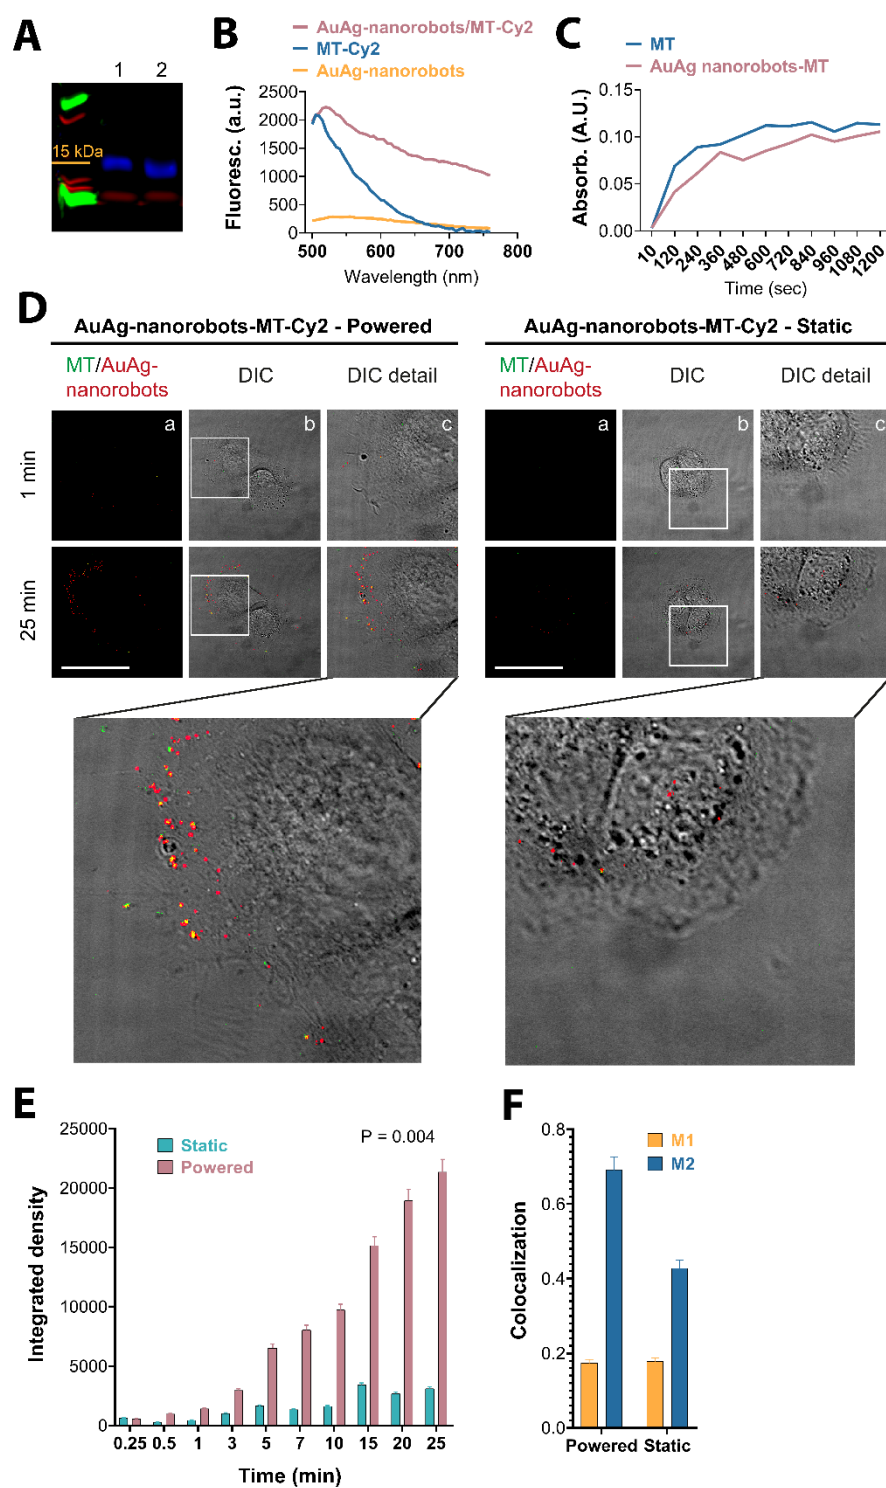 A
1 2
15 kDa
B
AuAg-nanorobots/MT-Cy2
MT-Cy2
AuAg-nanorobots
Fluoresc. (a.u.)
2500
2000
1500
1000
500
0
500 600 700 800
Wavelength (nm)
C
MT
AuAg nanorobots-MT
Absorb. (A.U.)
0.15
0.10
0.05
0.00
10 120 240 360 480 600 720 840 960 1080 1200
Time (sec)
D
AuAg-nanorobots-MT-Cy2 - Powered
MT/AuAg-
nanorobots
DIC
DIC detail
a b c
1 min
25 min
AuAg-nanorobots-MT-Cy2 - Static
MT/AuAg-
nanorobots
DIC
DIC detail
a b c
E
Static
Powered
P = 0.004
Integrated density
25000
20000
15000
10000
5000
0
0.25 0.5 1 3 5 7 10 15 20 25
Time (min)
F
M1
M2
Colocalization
0.8
0.6
0.4
0.2
0.0
Powered Static